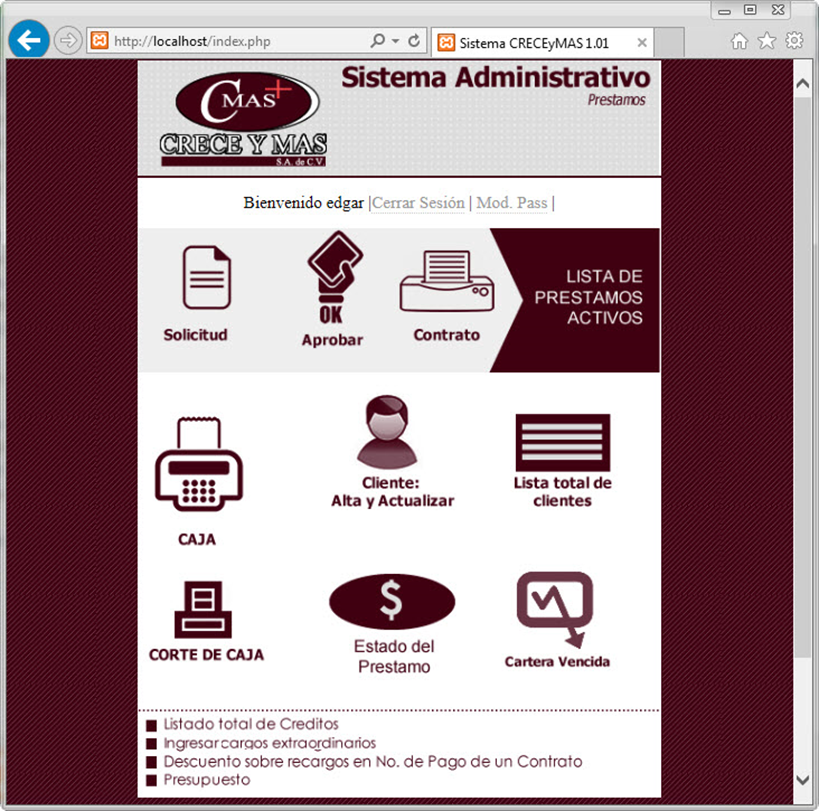 http://localhost/index.php
Sistema CRECEyMAS 1.01
Sistema Administrativo
Prestamos
CMAS+
CRECE Y MAS
S.A. de C.V.
Bienvenido edgar |Cerrar Sesión | Mod. Pass |
OK
Solicitud
Aprobar
Contrato
LISTA DE
PRESTAMOS
ACTIVOS
CAJA
Cliente:
Alta y Actualizar
Lista total de
clientes
CORTE DE CAJA
$
Estado del
Prestamo
Cartera Vencida
Listado total de Creditos
Ingresar cargos extraordinarios
Descuento sobre recargos en No. de Pago de un Contrato
Presupuesto